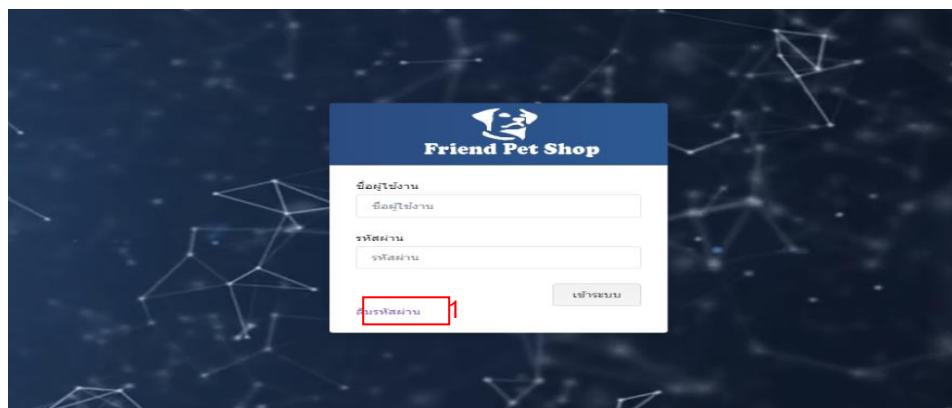 Friend Pet Shop
ชื่อผู้ใช้งาน
ชื่อผู้ใช้งาน
รหัสผ่าน
รหัสผ่าน
เข้าระบบ
ลืมรหัสผ่าน 1